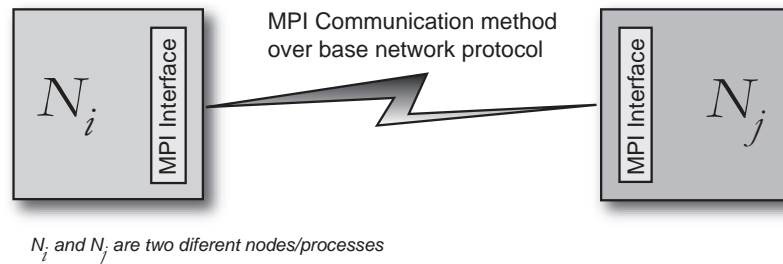 MPI Communication method
over base network protocol
N_i
MPI Interface
MPI Interface
N_j
N_i and N_j are two diferent nodes/processes